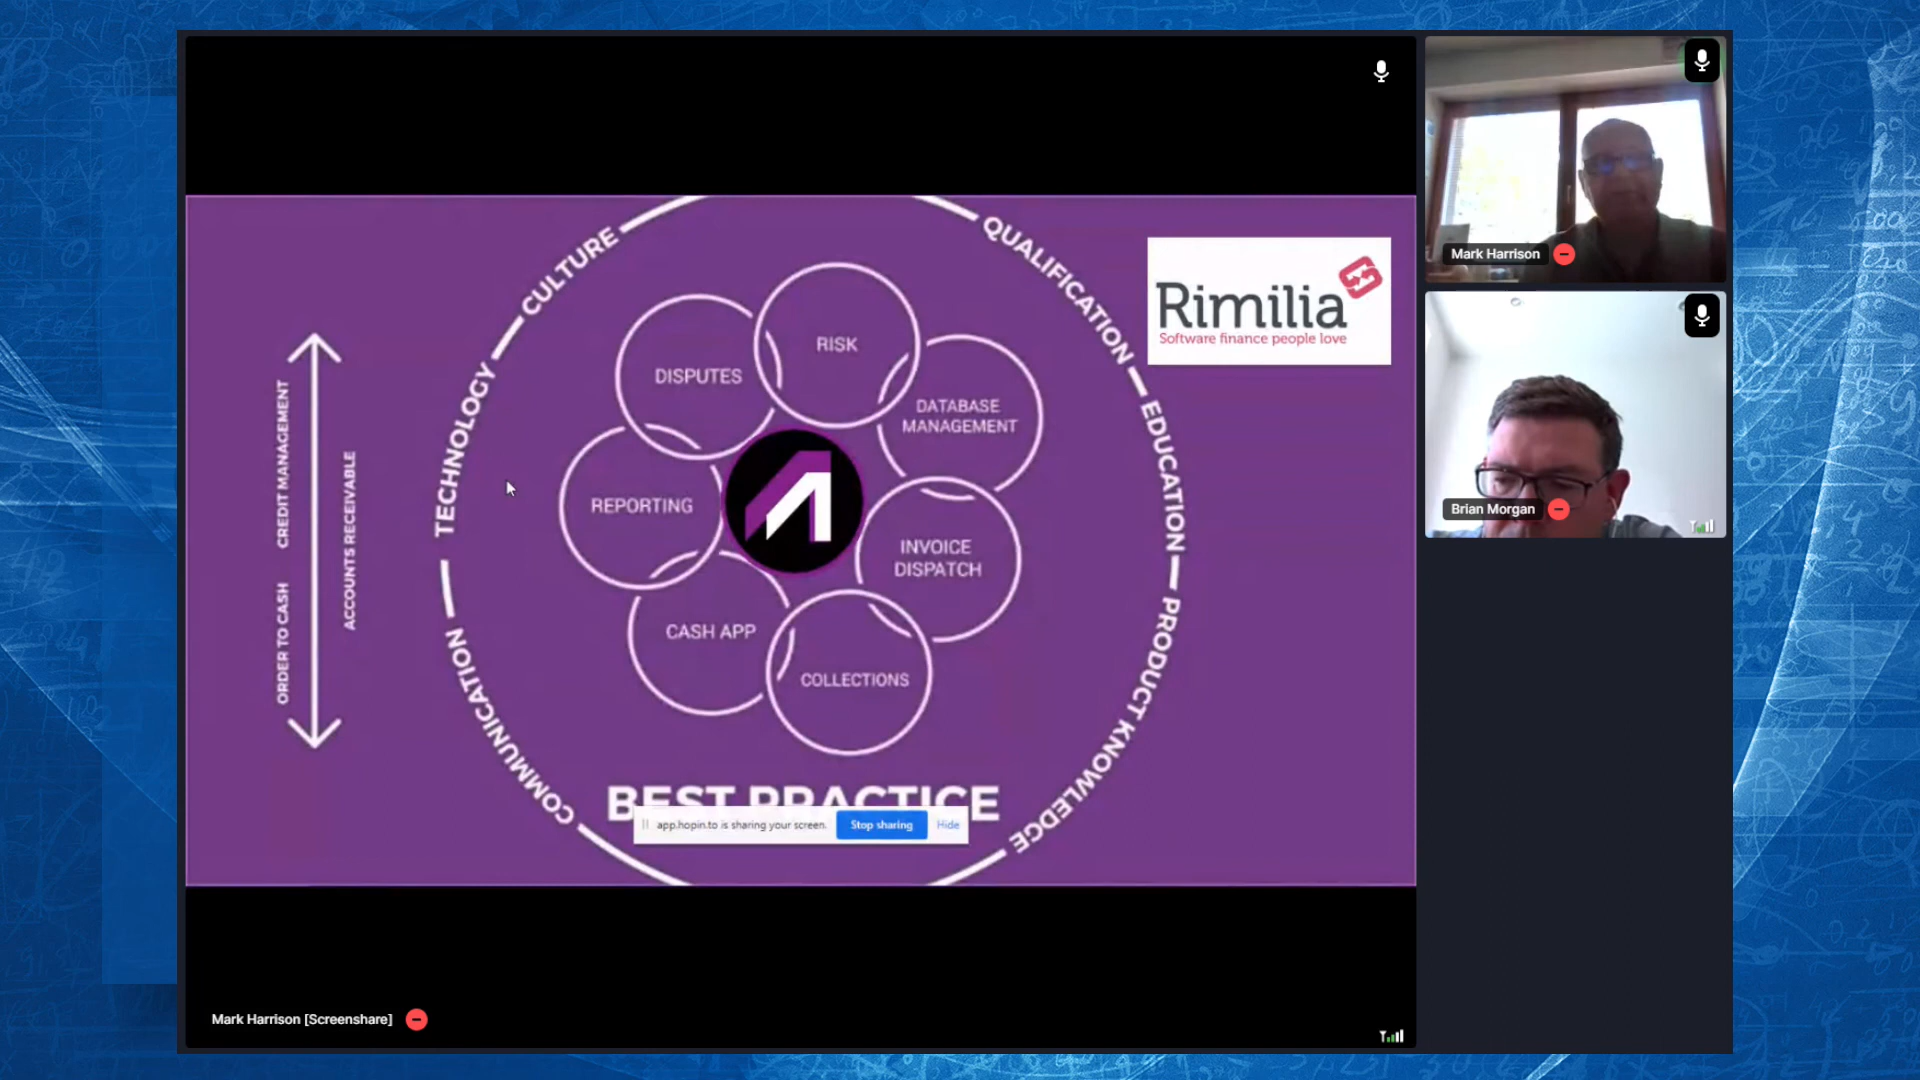 TECHNOLOGY
CULTURE
QUALIFICATION
EDUCATION
PRODUCT KNOWLEDGE
COMMUNICATION
Rimilia
Software finance people love
CREDIT MANAGEMENT
ORDER TO CASH
ACCOUNTS RECEIVABLE
RISK
DISPUTES
DATABASE
MANAGEMENT
REPORTING
INVOICE
DISPATCH
CASH APP
COLLECTIONS
BEST PRACTICE
app.hopin.to is sharing your screen.
Stop sharing
Hide
Mark Harrison [Screenshare]
Mark Harrison
Brian Morgan